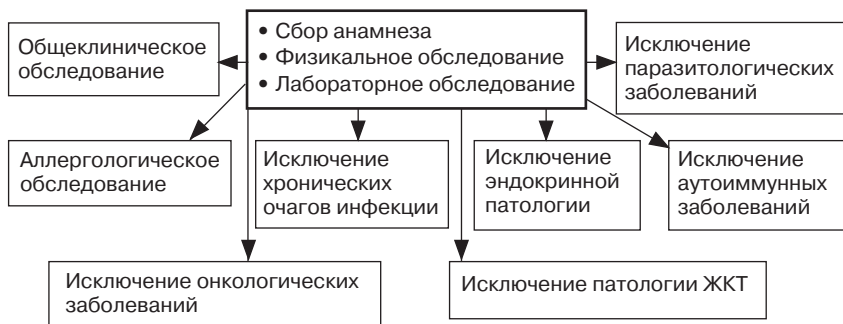 • Сбор анамнеза
• Физикальное обследование
• Лабораторное обследование
Общеклиническое
обследование
Исключение
паразитологических
заболеваний
Аллергологическое
обследование
Исключение
хронических
очагов инфекции
Исключение
эндокринной
патологии
Исключение
аутоиммунных
заболеваний
Исключение онкологических
заболеваний
Исключение патологии ЖКТ